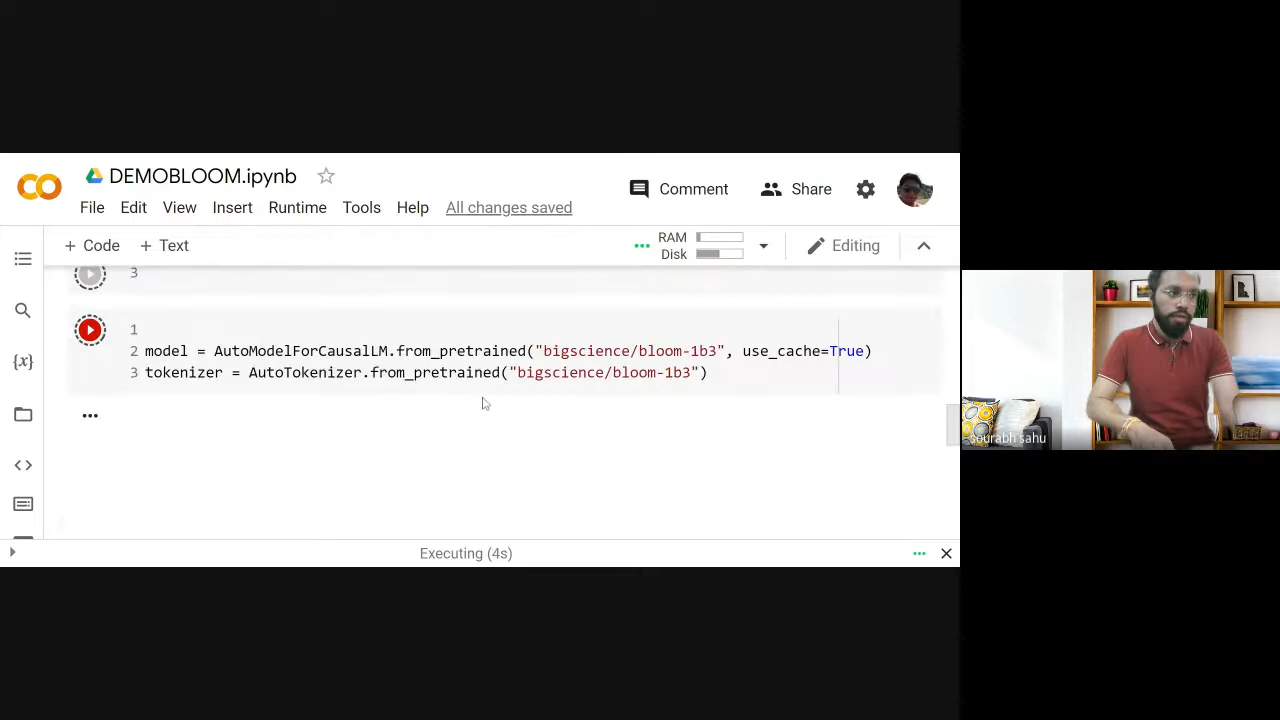 DEMOBLOOM.ipynb
Comment
Share
File Edit View Insert Runtime Tools Help All changes saved
+ Code + Text
RAM
Disk
Editing
{x}
3
1
2 model = AutoModelForCausalLM.from_pretrained("bigscience/bloom-1b3", use_cache=True)
3 tokenizer = AutoTokenizer.from_pretrained("bigscience/bloom-1b3")
Executing (4s)
sourabh sahu